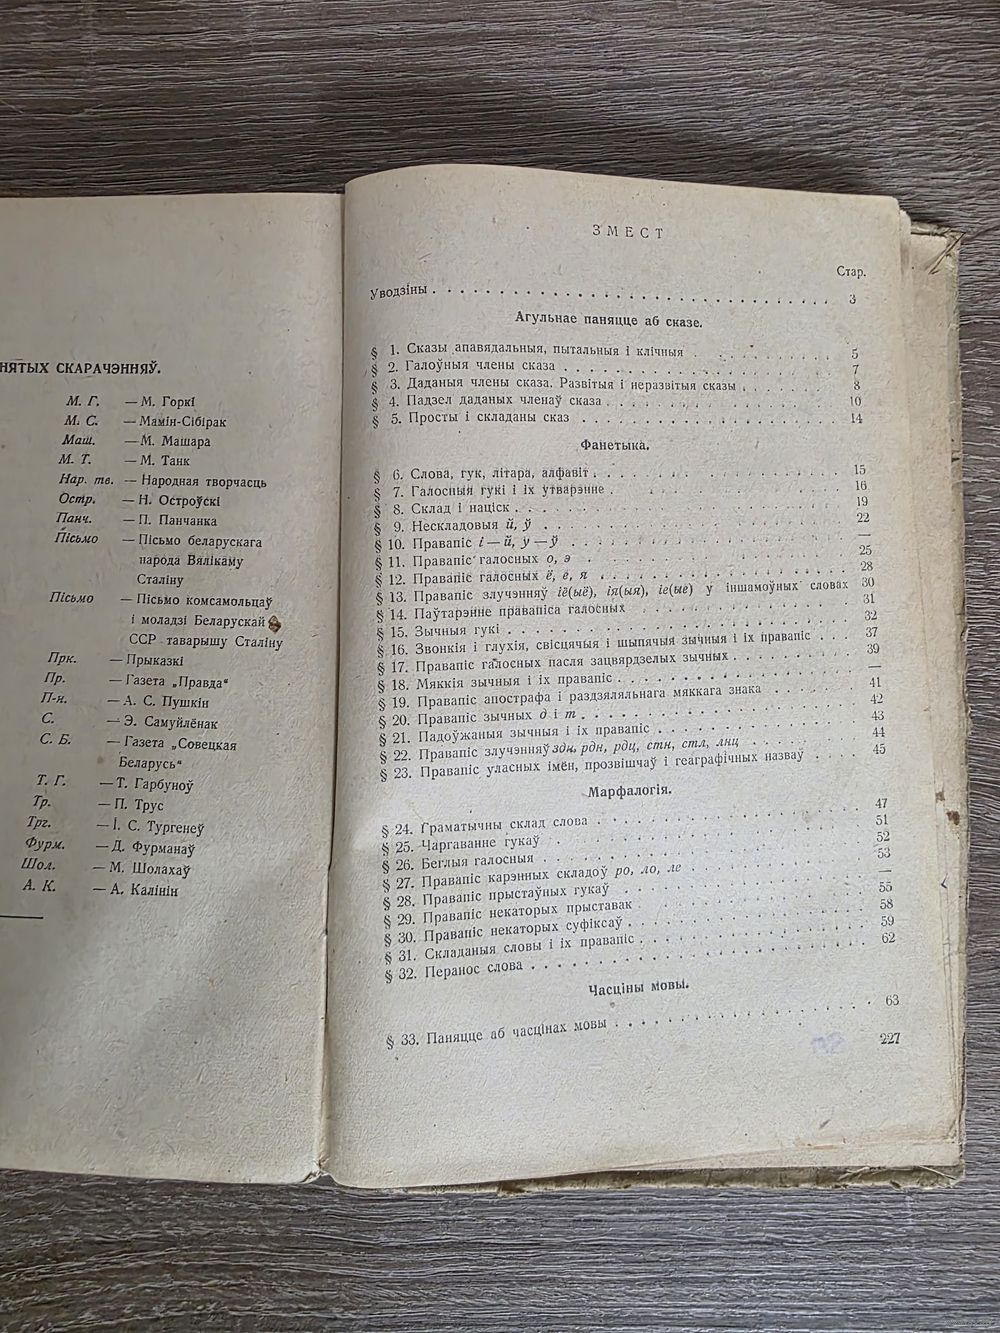 НЯТЫХ СКАРАЧЭННЯЎ.
М. Г. — М. Горкі
М. С. — Мамін-Сібірак
Маш. — М. Машара
М. Т. — М. Танк
Нар. тв. — Народная творчасць
Остр. — Н. Остроўскі
Панч. — П. Панчанка
Пісьмо — Пісьмо беларускага
народа Вялікаму
Сталіну
Пісьмо — Пісьмо комсамольцаў
і моладзі Беларускай
ССР таварышу Сталіну
Прк. — Прыказкі
Пр. — Газета „Правда“
П-н. — А. С. Пушкін
С. — Э. Самуйлёнак
С. Б. — Газета „Совецкая
Беларусь“
Т. Г. — Т. Гарбуноў
Тр. — П. Трус
Трг. — І. С. Тургенеў
Фурм. — Д. Фурманаў
Шол. — М. Шолахаў
А. К. — А. Калінін
ЗМЕСТ
Стар.
Уводзіны . . . 3
Агульнае паняцце аб сказе.
§ 1. Сказы апавядальныя, пытальныя і клічныя . . . 5
§ 2. Галоўныя члены сказа . . . 7
§ 3. Даданыя члены сказа. Развітыя і неразвітыя сказы . . . 8
§ 4. Падзел даданых членаў сказа . . . 10
§ 5. Просты і складаны сказ . . . 14
Фанетыка.
§ 6. Слова, гук, літара, алфавіт . . . 15
§ 7. Галосныя гукі і іх утварэнне . . . 16
§ 8. Склад і націск . . . 19
§ 9. Нескладовыя й, ў . . . 22
§ 10. Правапіс і — й, у — ў . . . —
§ 11. Правапіс галосных о, э . . . 25
§ 12. Правапіс галосных ё, е, я . . . 28
§ 13. Правапіс злучэнняў іё(ыё), ія(ыя), іе(ые) у іншамоўных словах 30
§ 14. Паўтарэнне правапіса галосных . . . 31
§ 15. Зычныя гукі . . . 32
§ 16. Звонкія і глухія, свісцячыя і шыпячыя зычныя і іх правапіс . . . 37
§ 17. Правапіс галосных пасля зацвярдзелых зычных . . . 39
§ 18. Мяккія зычныя і іх правапіс . . . —
§ 19. Правапіс апострафа і раздзяляльнага мяккага знака . . . 41
§ 20. Правапіс зычных д і т . . . 42
§ 21. Падоўжаныя зычныя і іх правапіс . . . 43
§ 22. Правапіс злучэнняў здн, рдн, рдц, стн, стл, лнц . . . 44
§ 23. Правапіс уласных імён, прозвішчаў і геаграфічных назваў . . . 45
Марфалогія.
§ 24. Граматычны склад слова . . . 47
§ 25. Чаргаванне гукаў . . . 51
§ 26. Беглыя галосныя . . . 52
§ 27. Правапіс карэнных складоў ро, ло, ле . . . 53
§ 28. Правапіс прыстаўных гукаў . . . —
§ 29. Правапіс некаторых прыставак . . . 55
§ 30. Правапіс некаторых суфіксаў . . . 58
§ 31. Складаныя словы і іх правапіс . . . 59
§ 32. Перанос слова . . . 62
Часціны мовы.
§ 33. Паняцце аб часцінах мовы . . . 63
227